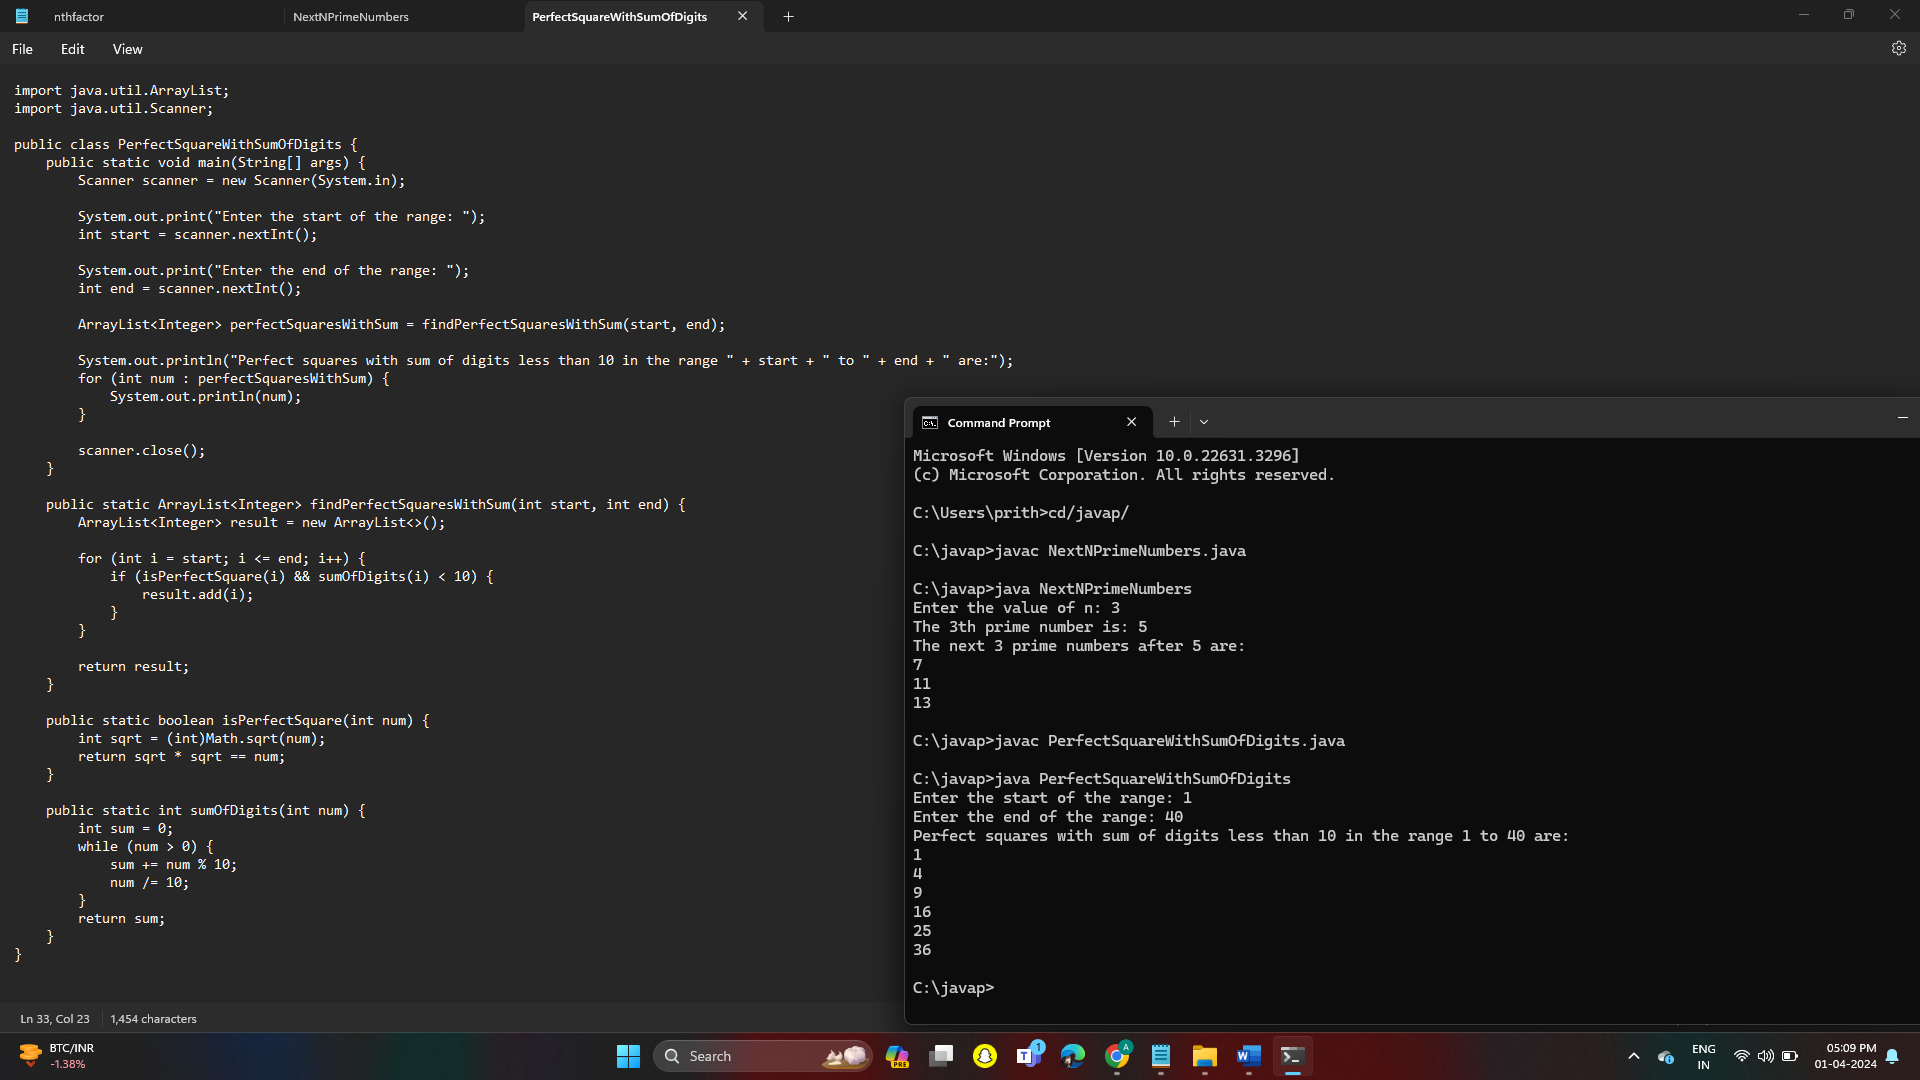 nthfactor
NextNPrimeNumbers
PerfectSquareWithSumOfDigits
File Edit View
import java.util.ArrayList;
import java.util.Scanner;
public class PerfectSquareWithSumOfDigits {
    public static void main(String[] args) {
        Scanner scanner = new Scanner(System.in);
        System.out.print("Enter the start of the range: ");
        int start = scanner.nextInt();
        System.out.print("Enter the end of the range: ");
        int end = scanner.nextInt();
        ArrayList<Integer> perfectSquaresWithSum = findPerfectSquaresWithSum(start, end);
        System.out.println("Perfect squares with sum of digits less than 10 in the range " + start + " to " + end + " are:");
        for (int num : perfectSquaresWithSum) {
            System.out.println(num);
        }
        scanner.close();
    }
    public static ArrayList<Integer> findPerfectSquaresWithSum(int start, int end) {
        ArrayList<Integer> result = new ArrayList<>();
        for (int i = start; i <= end; i++) {
            if (isPerfectSquare(i) && sumOfDigits(i) < 10) {
                result.add(i);
            }
        }
        return result;
    }
    public static boolean isPerfectSquare(int num) {
        int sqrt = (int)Math.sqrt(num);
        return sqrt * sqrt == num;
    }
    public static int sumOfDigits(int num) {
        int sum = 0;
        while (num > 0) {
            sum += num % 10;
            num /= 10;
        }
        return sum;
    }
}
Ln 33, Col 23
1,454 characters
Command Prompt
Microsoft Windows [Version 10.0.22631.3296]
(c) Microsoft Corporation. All rights reserved.
C:\Users\prith>cd/javap/
C:\javap>javac NextNPrimeNumbers.java
C:\javap>java NextNPrimeNumbers
Enter the value of n: 3
The 3th prime number is: 5
The next 3 prime numbers after 5 are:
7
11
13
C:\javap>javac PerfectSquareWithSumOfDigits.java
C:\javap>java PerfectSquareWithSumOfDigits
Enter the start of the range: 1
Enter the end of the range: 40
Perfect squares with sum of digits less than 10 in the range 1 to 40 are:
1
4
9
16
25
36
C:\javap>
BTC/INR
-1.38%
Search
PRE
1
A
ENG
IN
05:09 PM
01-04-2024